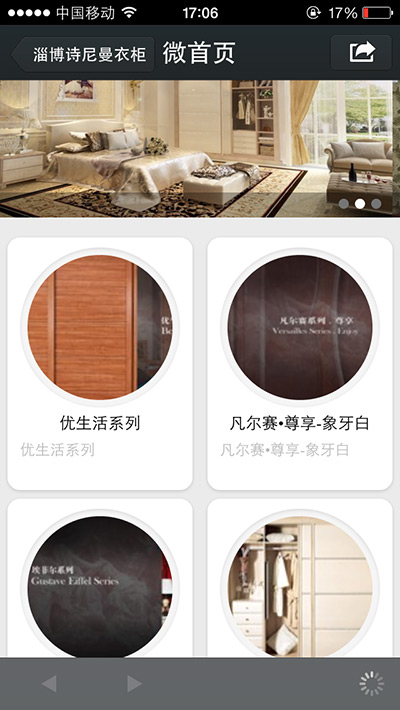 中国移动 17:06 17%
淄博诗尼曼衣柜 微首页
凡尔赛系列 . 尊享
Versailles Series . Enjoy
优生活系列
优生活系列
凡尔赛•尊享-象牙白
凡尔赛•尊享-象牙白
埃菲尔系列
Gustave Eiffel Series